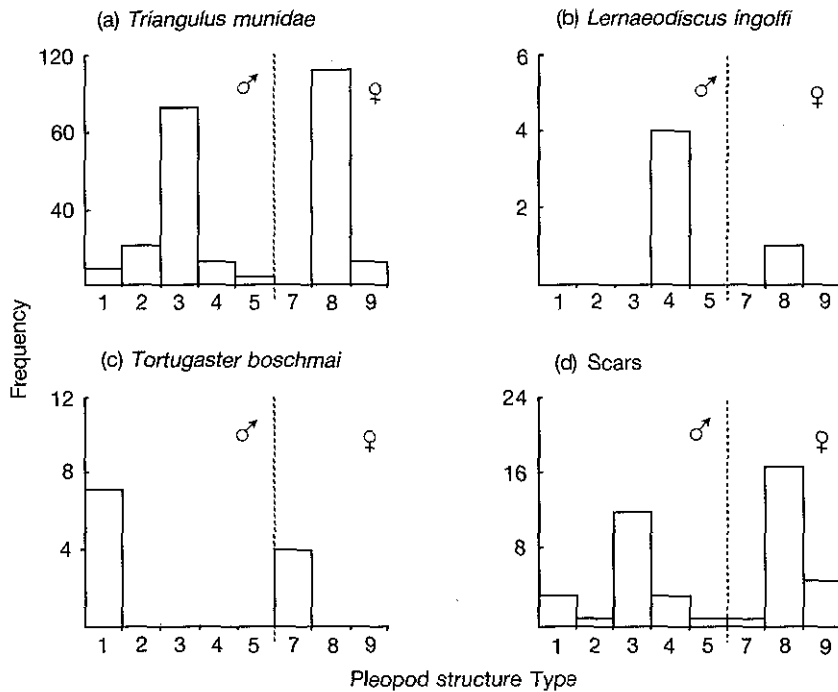 (a) Triangulus munidae
120
60
40
♂
♀
1 2 3 4 5 7 8 9
(b) Lernaeodiscus ingolfi
6
4
2
♂
♀
1 2 3 4 5 7 8 9
Frequency
(c) Tortugaster boschmai
12
8
4
♂
♀
1 2 3 4 5 7 8 9
(d) Scars
24
16
8
♂
♀
1 2 3 4 5 7 8 9
Pleopod structure Type